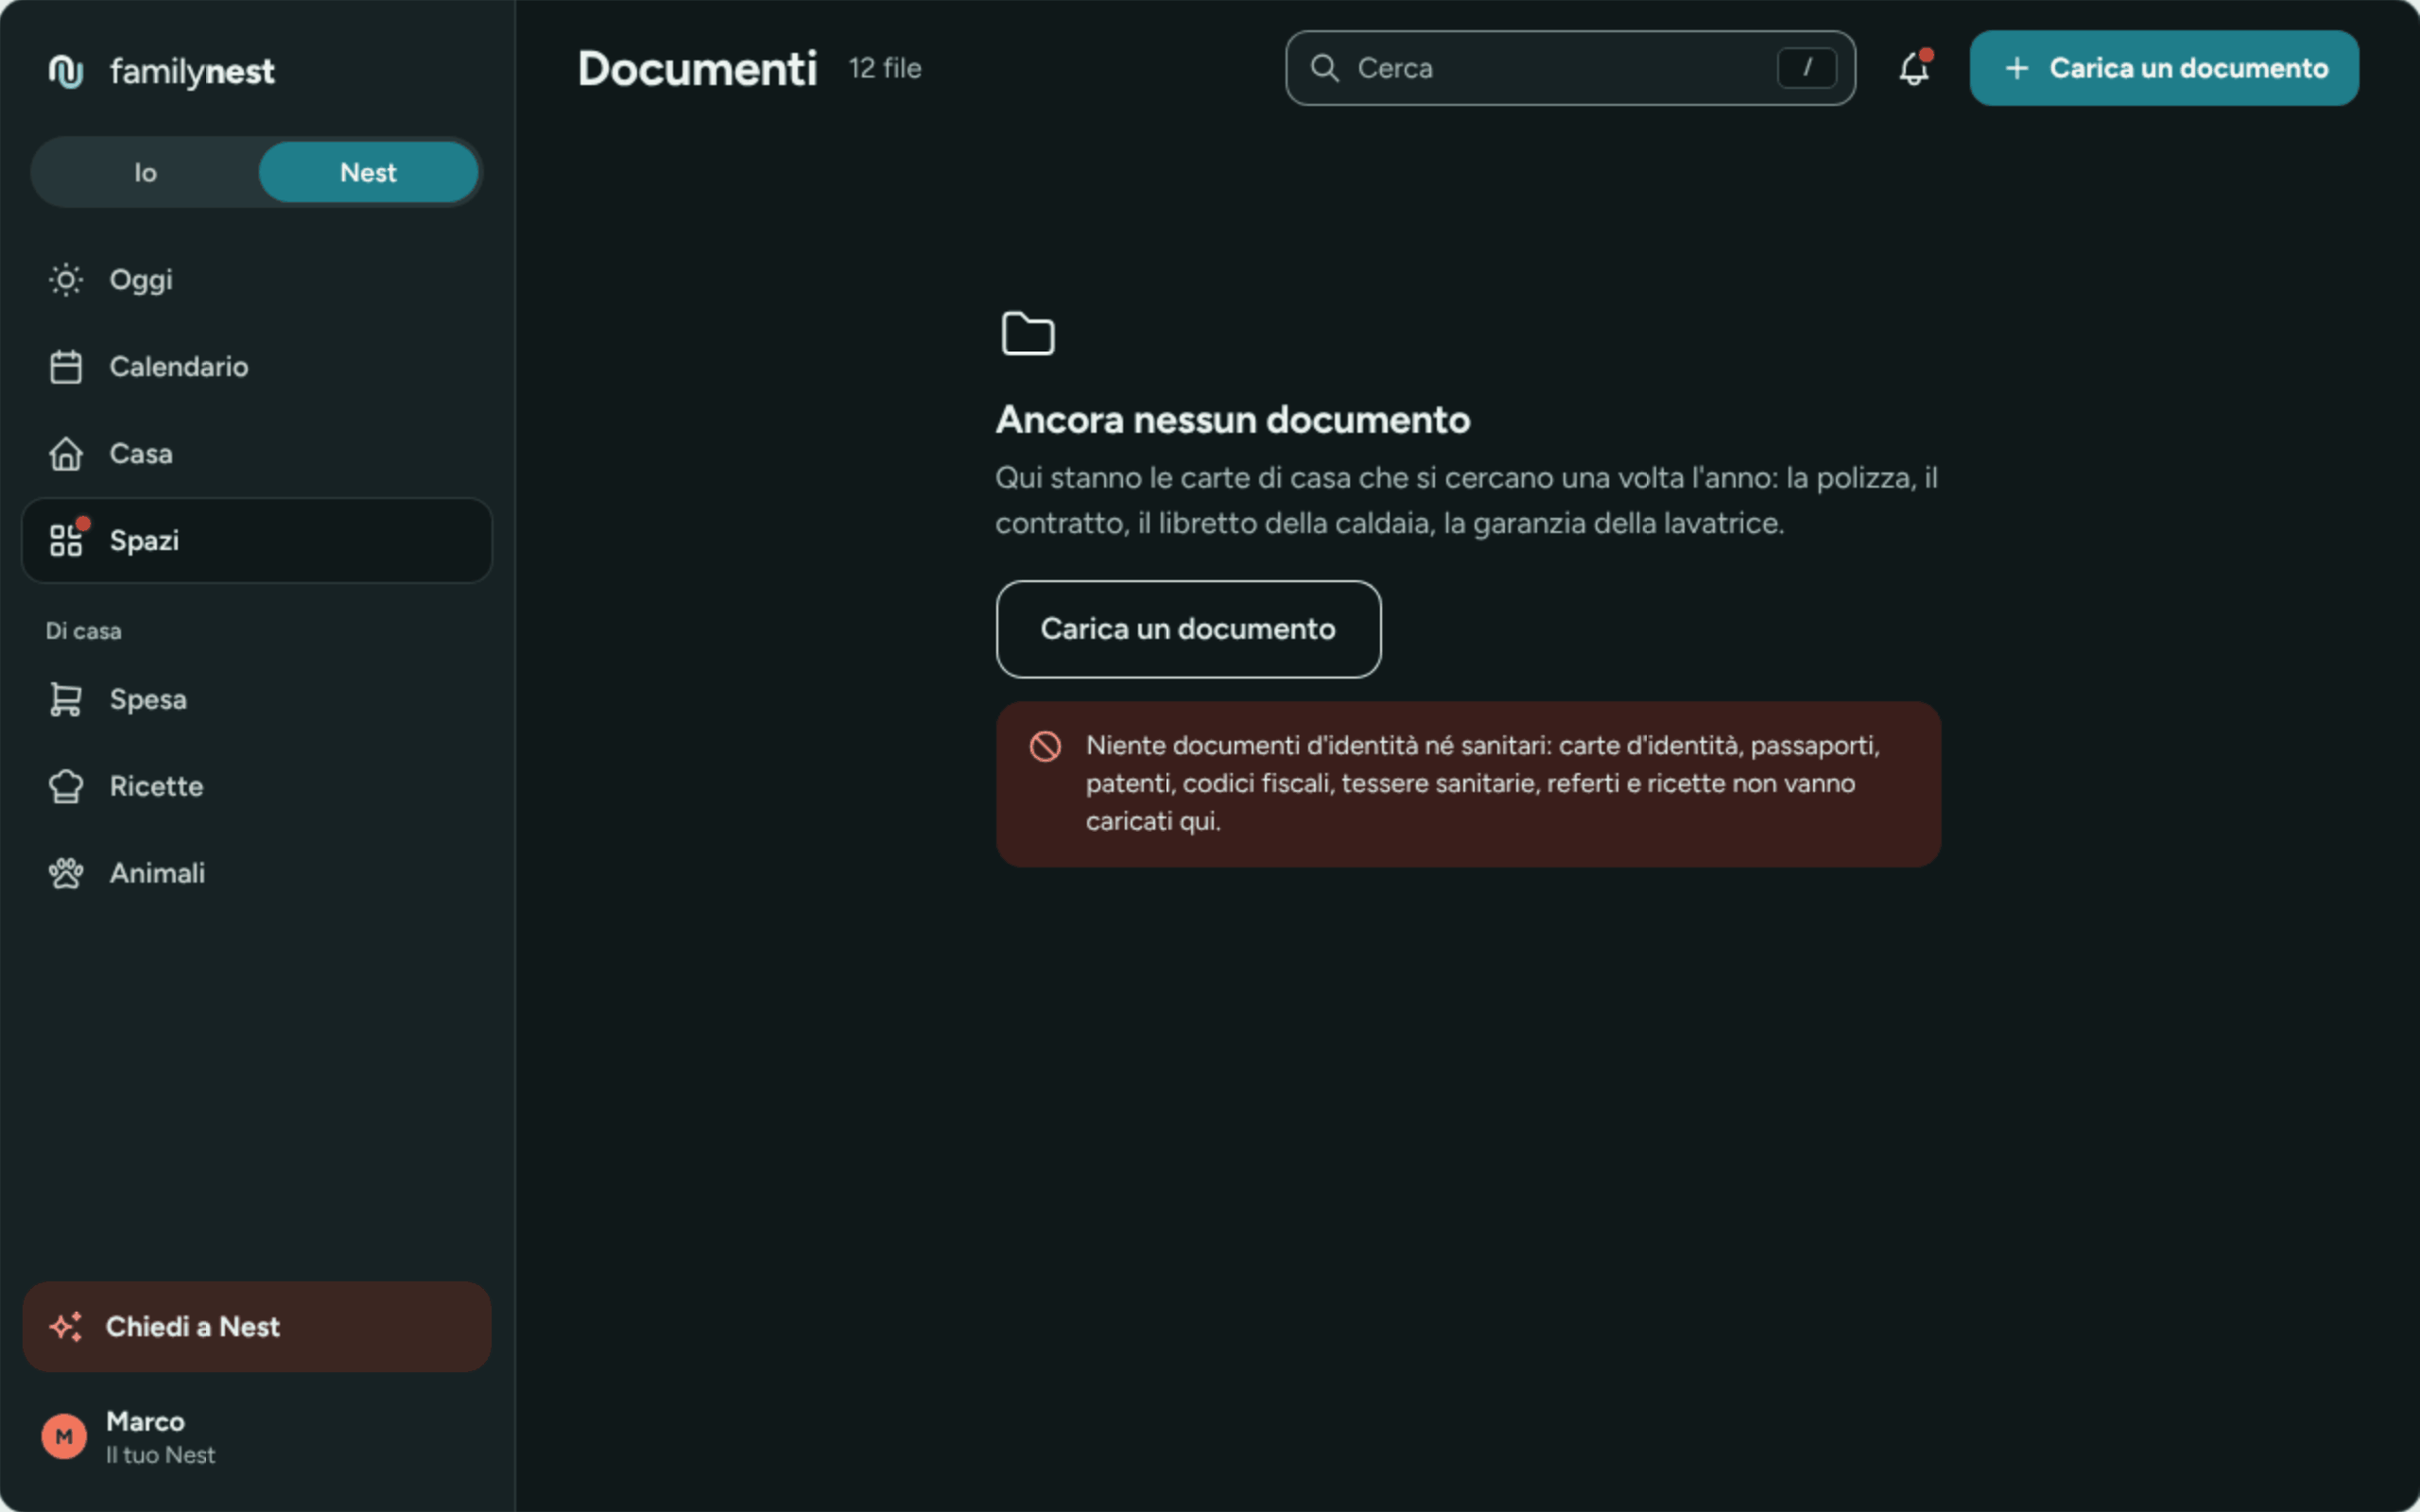 familynest
Io
Nest
Oggi
Calendario
Casa
Spazi
Di casa
Spesa
Ricette
Animali
Chiedi a Nest
M
Marco
Il tuo Nest
Documenti
12 file
Cerca
/
Carica un documento
Ancora nessun documento
Qui stanno le carte di casa che si cercano una volta l'anno: la polizza, il
contratto, il libretto della caldaia, la garanzia della lavatrice.
Carica un documento
Niente documenti d'identità né sanitari: carte d'identità, passaporti,
patenti, codici fiscali, tessere sanitarie, referti e ricette non vanno
caricati qui.